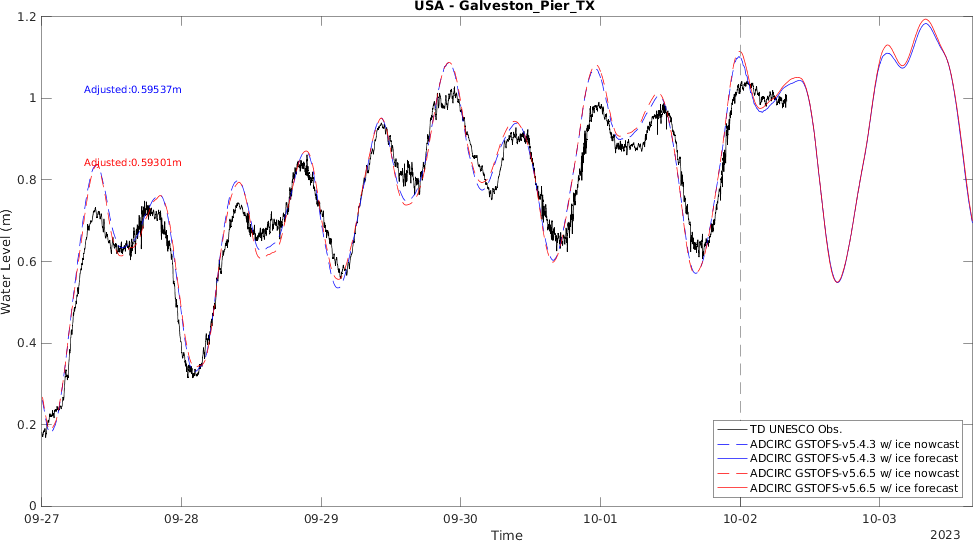 USA - Galveston_Pier_TX
1.2
1
0.8
0.6
0.4
0.2
0
Water Level (m)
Adjusted:0.59537m
Adjusted:0.59301m
TD UNESCO Obs.
ADCIRC GSTOFS-v5.4.3 w/ ice nowcast
ADCIRC GSTOFS-v5.4.3 w/ ice forecast
ADCIRC GSTOFS-v5.6.5 w/ ice nowcast
ADCIRC GSTOFS-v5.6.5 w/ ice forecast
09-27 09-28 09-29 09-30 10-01 10-02 10-03
Time
2023